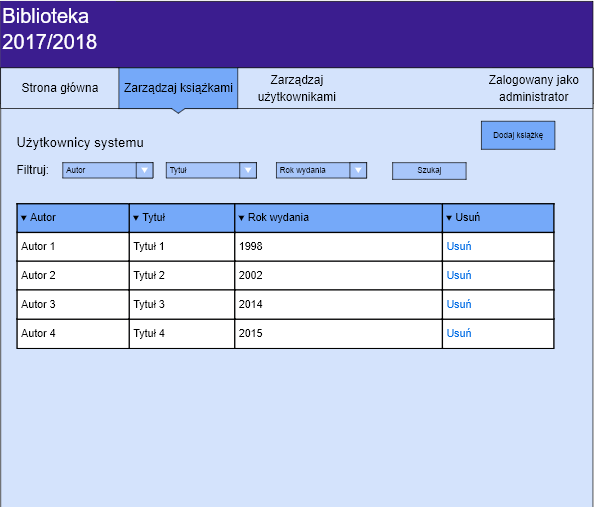 Biblioteka
2017/2018
Strona główna
Zarządzaj książkami
Zarządzaj
użytkownikami
Zalogowany jako
administrator
Dodaj książkę
Użytkownicy systemu
Filtruj: Autor Tytuł Rok wydania Szukaj
▾ Autor ▾ Tytuł ▾ Rok wydania ▾ Usuń
Autor 1 Tytuł 1 1998 Usuń
Autor 2 Tytuł 2 2002 Usuń
Autor 3 Tytuł 3 2014 Usuń
Autor 4 Tytuł 4 2015 Usuń